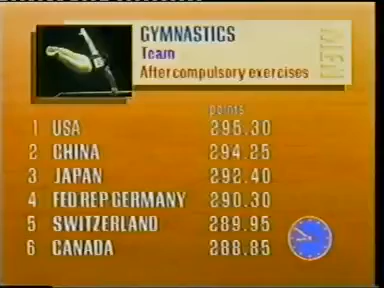 GYMNASTICS
Team
After compulsory exercises
MEN
points
1 USA 295.30
2 CHINA 294.25
3 JAPAN 292.40
4 FED REP GERMANY 290.30
5 SWITZERLAND 289.95
6 CANADA 288.85